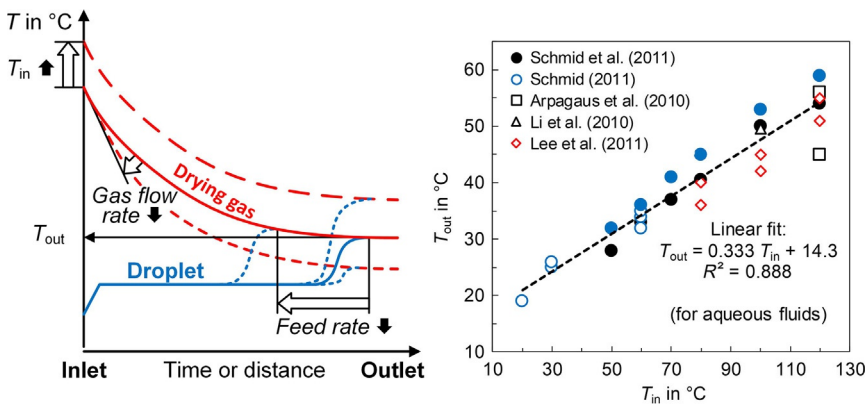 T in °C
T_in
Drying gas
Gas flow
rate
T_out
Droplet
Feed rate
Inlet
Time or distance
Outlet
T_out in °C
60
50
40
30
20
10
Schmid et al. (2011)
Schmid (2011)
Arpagaus et al. (2010)
Li et al. (2010)
Lee et al. (2011)
Linear fit:
T_out = 0.333 T_in + 14.3
R² = 0.888
(for aqueous fluids)
10 30 50 70 90 110 130
T_in in °C